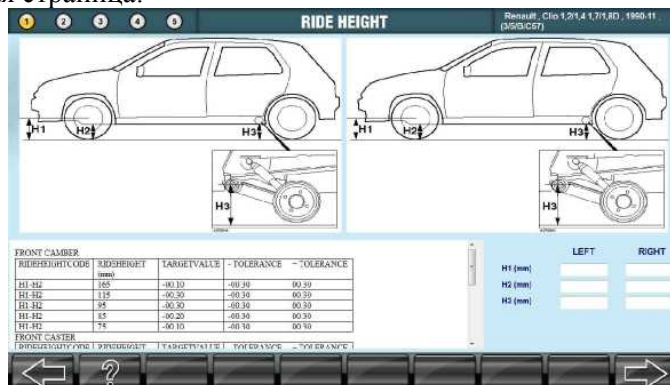 страница.
1 2 3 4 5 RIDE HEIGHT Renault, Clio 1,2/1,4 1,7/1,8D, 1990-11
(3/5/B/C57)
H1 H2 H3 H1 H2 H3
H3 H3
FRONT CAMBER
RIDEHEIGHTCODE RIDEHEIGHT (mm) TARGETVALUE - TOLERANCE + TOLERANCE
H1-H2 165 -00.10 -00.30 00.30
H1-H2 115 -00.30 -00.30 00.30
H1-H2 95 -00.30 -00.30 00.30
H1-H2 85 -00.20 -00.30 00.30
H1-H2 75 -00.10 -00.30 00.30
FRONT CASTER
RIDEHEIGHTCODE RIDEHEIGHT TARGETVALUE - TOLERANCE + TOLERANCE
LEFT RIGHT
H1 (mm)
H2 (mm)
H3 (mm)
?